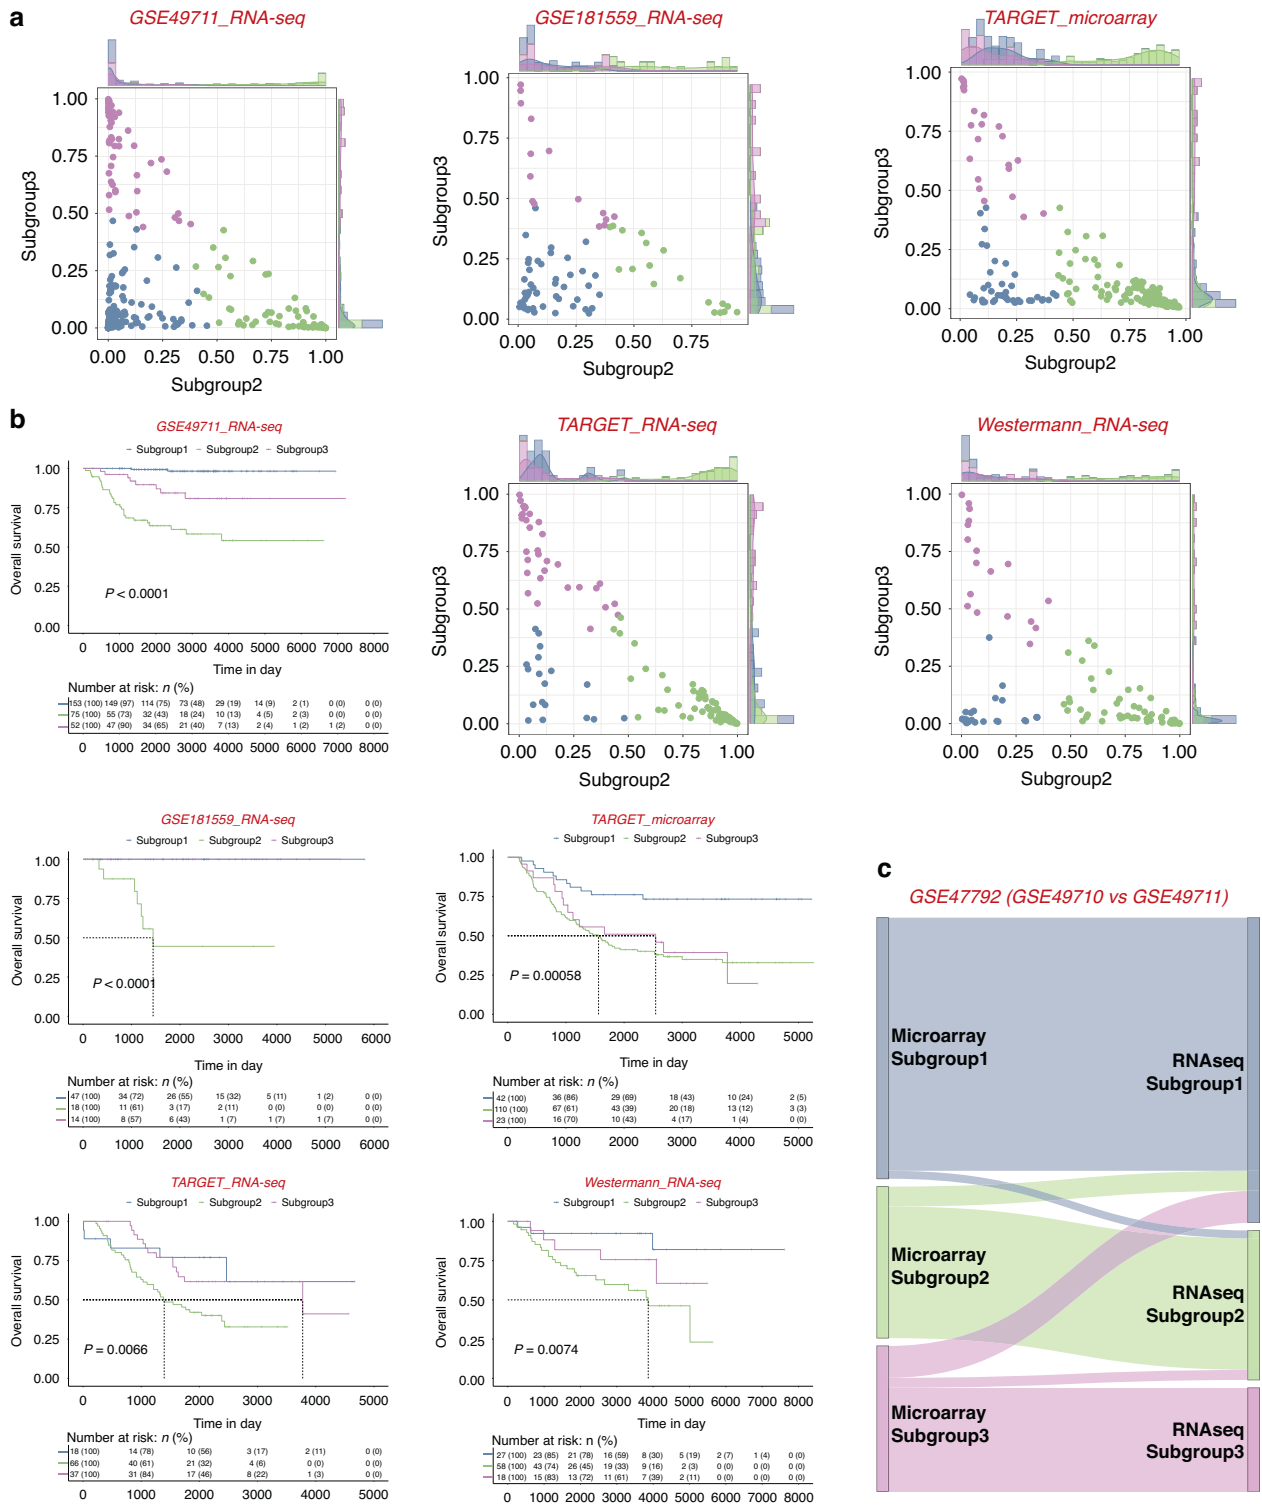 a
GSE49711_RNA-seq
GSE181559_RNA-seq
TARGET_microarray
1.00
0.75
0.50
0.25
0.00
Subgroup3
0.00 0.25 0.50 0.75 1.00
Subgroup2
1.00
0.75
0.50
0.25
0.00
Subgroup3
0.00 0.25 0.50 0.75
Subgroup2
1.00
0.75
0.50
0.25
0.00
Subgroup3
0.00 0.25 0.50 0.75 1.00
Subgroup2
TARGET_RNA-seq
1.00
0.75
0.50
0.25
0.00
Subgroup3
0.00 0.25 0.50 0.75 1.00
Subgroup2
Westermann_RNA-seq
1.00
0.75
0.50
0.25
0.00
Subgroup3
0.00 0.25 0.50 0.75 1.00
Subgroup2
b
GSE49711_RNA-seq
Subgroup1 Subgroup2 Subgroup3
1.00
0.75
0.50
0.25
0.00
Overall survival
P < 0.0001
0 1000 2000 3000 4000 5000 6000 7000 8000
Time in day
Number at risk: n (%)
153 (100) 149 (97) 114 (75) 73 (48) 29 (19) 14 (9) 2 (1) 0 (0) 0 (0)
75 (100) 55 (73) 32 (43) 18 (24) 10 (13) 4 (5) 2 (3) 0 (0) 0 (0)
52 (100) 47 (90) 34 (65) 21 (40) 7 (13) 2 (4) 1 (2) 1 (2) 0 (0)
0 1000 2000 3000 4000 5000 6000 7000 8000
GSE181559_RNA-seq
Subgroup1 Subgroup2 Subgroup3
1.00
0.75
0.50
0.25
0.00
Overall survival
P < 0.0001
0 1000 2000 3000 4000 5000 6000
Time in day
Number at risk: n (%)
47 (100) 34 (72) 26 (55) 15 (32) 5 (11) 1 (2) 0 (0)
18 (100) 11 (61) 3 (17) 2 (11) 0 (0) 0 (0) 0 (0)
14 (100) 8 (57) 6 (43) 1 (7) 1 (7) 1 (7) 0 (0)
0 1000 2000 3000 4000 5000 6000
TARGET_microarray
Subgroup1 Subgroup2 Subgroup3
1.00
0.75
0.50
0.25
0.00
Overall survival
P = 0.00058
0 1000 2000 3000 4000 5000
Time in day
Number at risk: n (%)
42 (100) 36 (86) 29 (69) 18 (43) 10 (24) 2 (5)
110 (100) 67 (61) 43 (39) 20 (18) 13 (12) 3 (3)
23 (100) 16 (70) 10 (43) 4 (17) 1 (4) 0 (0)
0 1000 2000 3000 4000 5000
TARGET_RNA-seq
Subgroup1 Subgroup2 Subgroup3
1.00
0.75
0.50
0.25
0.00
Overall survival
P = 0.0066
0 1000 2000 3000 4000 5000
Time in day
Number at risk: n (%)
18 (100) 14 (78) 10 (56) 3 (17) 2 (11) 0 (0)
66 (100) 40 (61) 21 (32) 4 (6) 0 (0) 0 (0)
37 (100) 31 (84) 17 (46) 8 (22) 1 (3) 0 (0)
0 1000 2000 3000 4000 5000
Westermann_RNA-seq
Subgroup1 Subgroup2 Subgroup3
1.00
0.75
0.50
0.25
0.00
Overall survival
P = 0.0074
0 1000 2000 3000 4000 5000 6000 7000 8000
Time in day
Number at risk: n (%)
27 (100) 23 (85) 21 (78) 16 (59) 8 (30) 5 (19) 2 (7) 1 (4) 0 (0)
58 (100) 43 (74) 26 (45) 19 (33) 9 (16) 2 (3) 0 (0) 0 (0) 0 (0)
18 (100) 15 (83) 13 (72) 11 (61) 7 (39) 2 (11) 0 (0) 0 (0) 0 (0)
0 1000 2000 3000 4000 5000 6000 7000 8000
c
GSE47792 (GSE49710 vs GSE49711)
Microarray
Subgroup1
RNAseq
Subgroup1
Microarray
Subgroup2
RNAseq
Subgroup2
Microarray
Subgroup3
RNAseq
Subgroup3